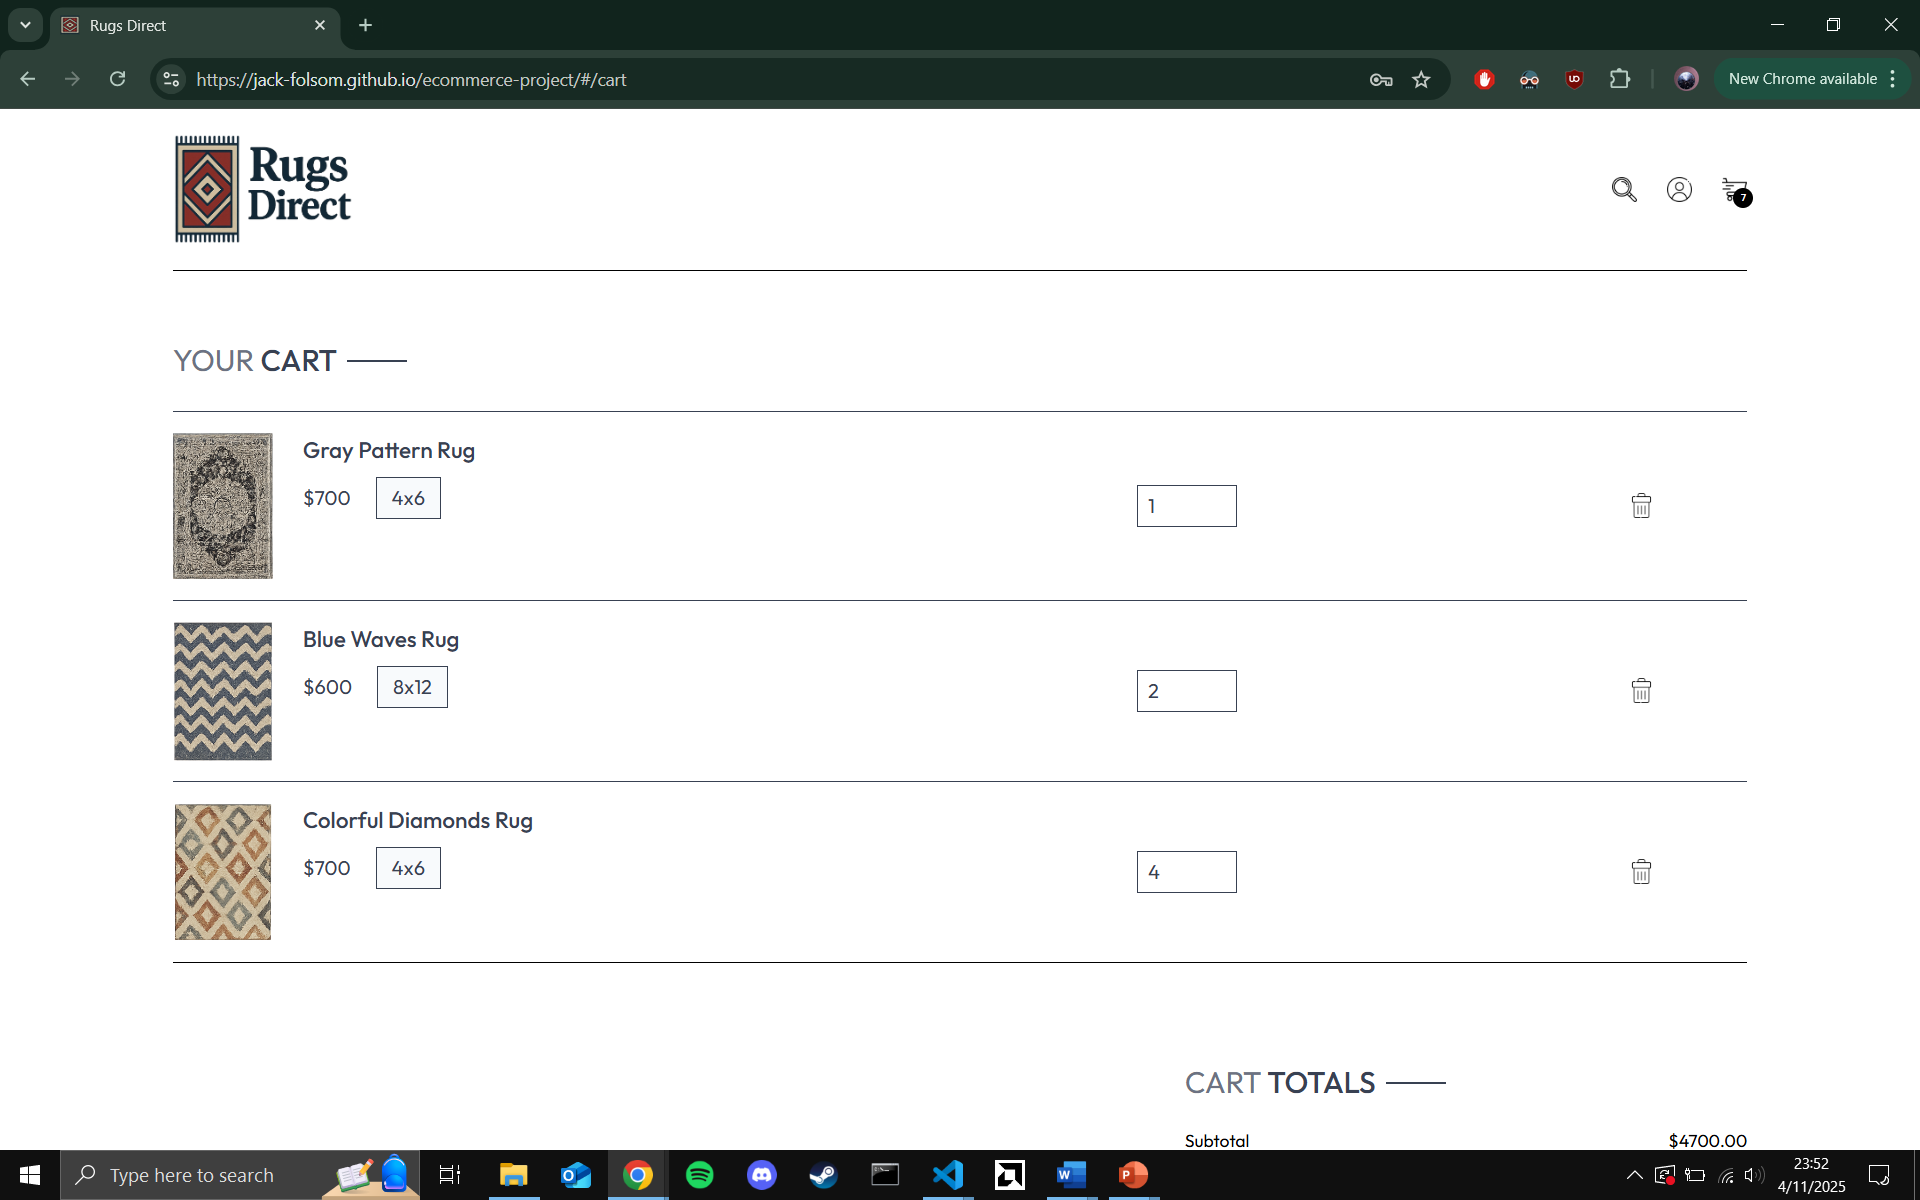 Rugs Direct
https://jack-folsom.github.io/ecommerce-project/#/cart
New Chrome available
Rugs
Direct
7
YOUR CART
Gray Pattern Rug
$700 4x6
1
Blue Waves Rug
$600 8x12
2
Colorful Diamonds Rug
$700 4x6
4
CART TOTALS
Subtotal $4700.00
Type here to search
23:52
4/11/2025